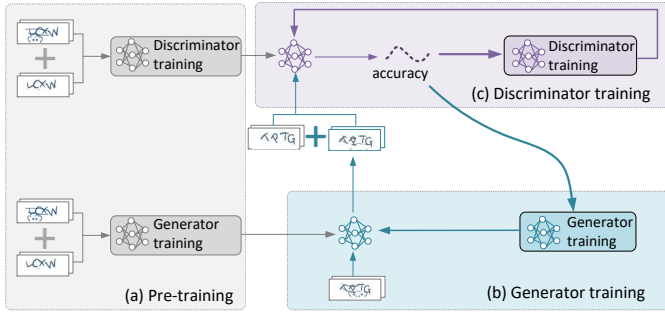 Discriminator
training
Discriminator
training
accuracy
(c) Discriminator training
Generator
training
Generator
training
(a) Pre-training
(b) Generator training